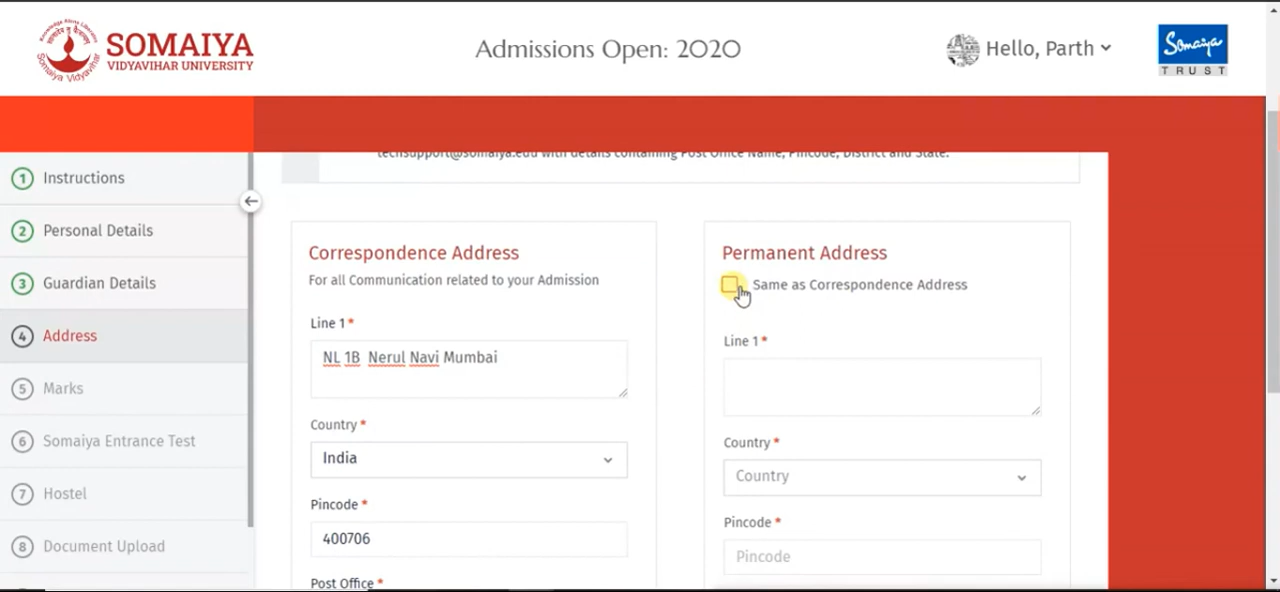 SOMAIYA
VIDYAVIHAR UNIVERSITY
Somaiya Vidyavihar
Admissions Open: 2020
Hello, Parth
Somaiya
TRUST
techsupport@somaiya.edu with details containing Post Office Name, Pincode, District and State.
1 Instructions
2 Personal Details
3 Guardian Details
4 Address
5 Marks
6 Somaiya Entrance Test
7 Hostel
8 Document Upload
Correspondence Address
For all Communication related to your Admission
Line 1 *
NL 1B Nerul Navi Mumbai
Country *
India
Pincode *
400706
Post Office *
Permanent Address
Same as Correspondence Address
Line 1 *
Country *
Country
Pincode *
Pincode